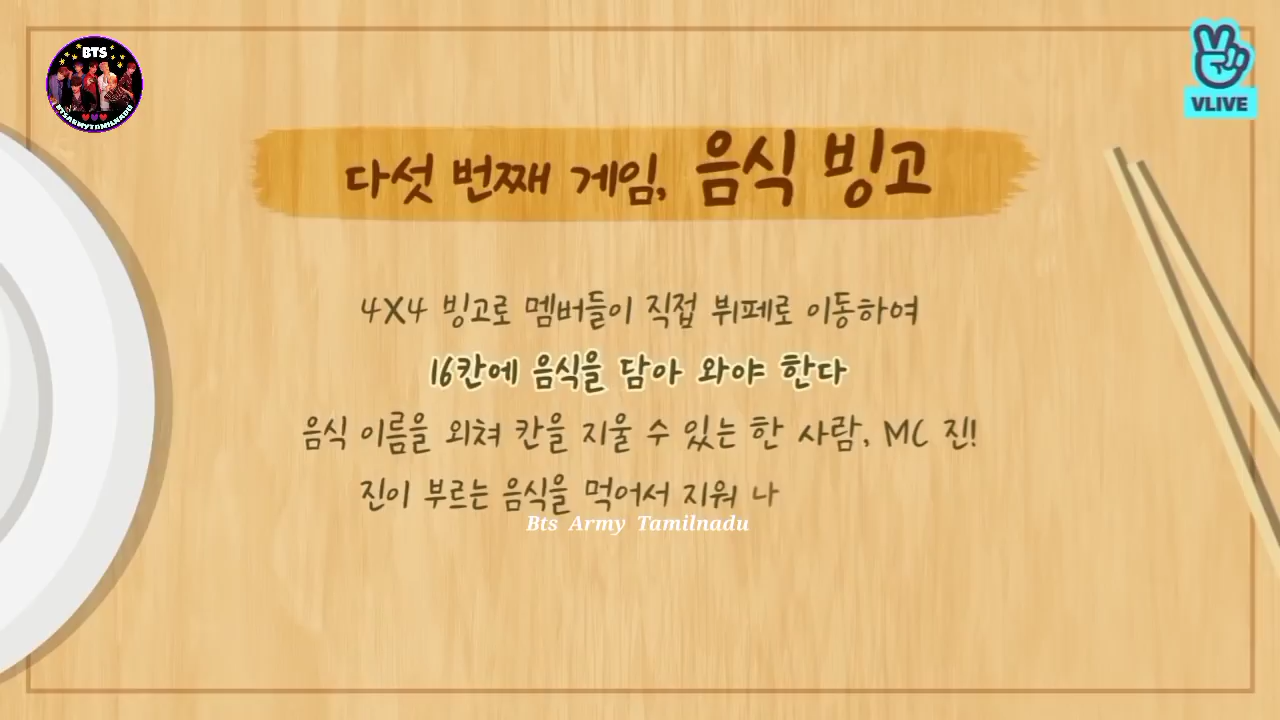 BTS
BTSARMYTAMILNADU
VLIVE
다섯 번째 게임, 음식 빙고
4X4 빙고로 멤버들이 직접 뷔페로 이동하여
16칸에 음식을 담아 와야 한다
음식 이름을 외쳐 칸을 지울 수 있는 한 사람, MC 진!
진이 부르는 음식을 먹어서 지워 나
Bts Army Tamilnadu